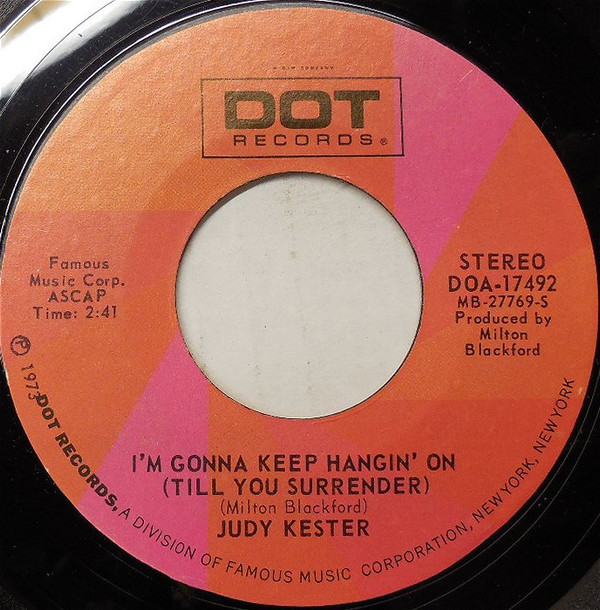 A G+W COMPANY
DOT
RECORDS®
Famous
Music Corp.
ASCAP
Time: 2:41
STEREO
DOA-17492
MB-27769-S
Produced by
Milton
Blackford
I'M GONNA KEEP HANGIN' ON
(TILL YOU SURRENDER)
(Milton Blackford)
JUDY KESTER
℗ 1973 DOT RECORDS, A DIVISION OF FAMOUS MUSIC CORPORATION, NEW YORK, NEW YORK